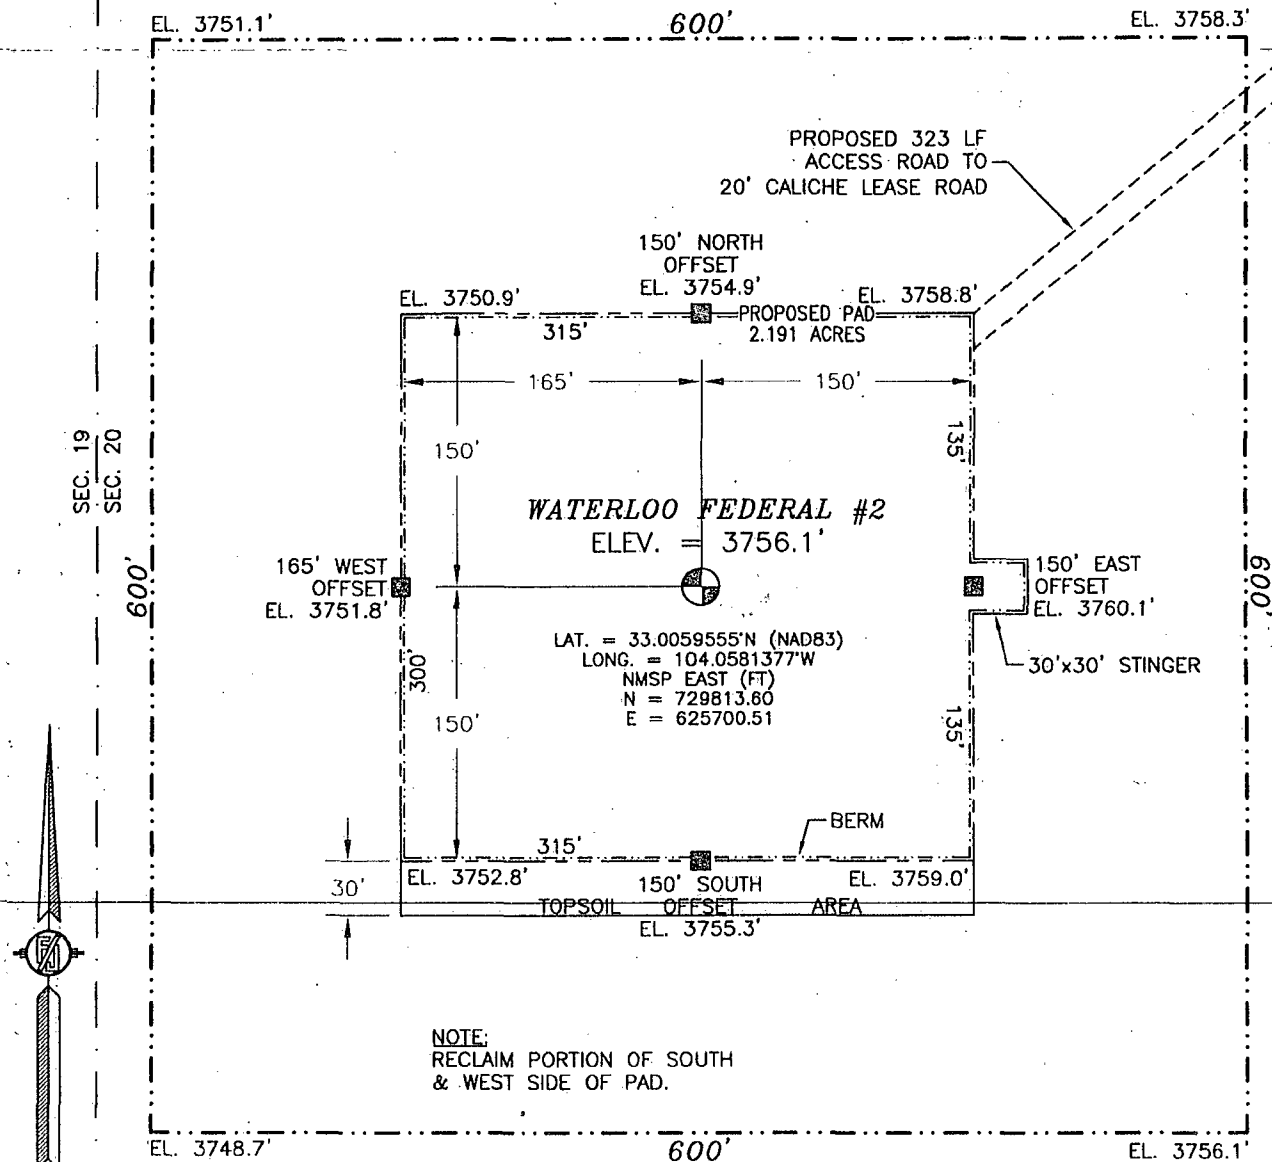 EL. 3751.1'
600'
EL. 3758.3'
PROPOSED 323 LF
ACCESS ROAD TO
20' CALICHE LEASE ROAD
150' NORTH
OFFSET
EL. 3754.9'
EL. 3750.9'
EL. 3758.8'
PROPOSED PAD
2.191 ACRES
315'
165'
150'
150'
135'
SEC. 19
SEC. 20
WATERLOO FEDERAL #2
ELEV. = 3756.1'
165' WEST
OFFSET
EL. 3751.8'
150' EAST
OFFSET
EL. 3760.1'
600'
600'
LAT. = 33.0059555°N (NAD83)
LONG. = 104.0581377°W
NMSP EAST (FT)
N = 729813.60
E = 625700.51
30'x30' STINGER
300'
150'
135'
BERM
315'
30'
EL. 3752.8'
150' SOUTH
OFFSET
EL. 3755.3'
EL. 3759.0'
TOPSOIL AREA
NOTE:
RECLAIM PORTION OF SOUTH
& WEST SIDE OF PAD.
EL. 3748.7'
600'
EL. 3756.1'